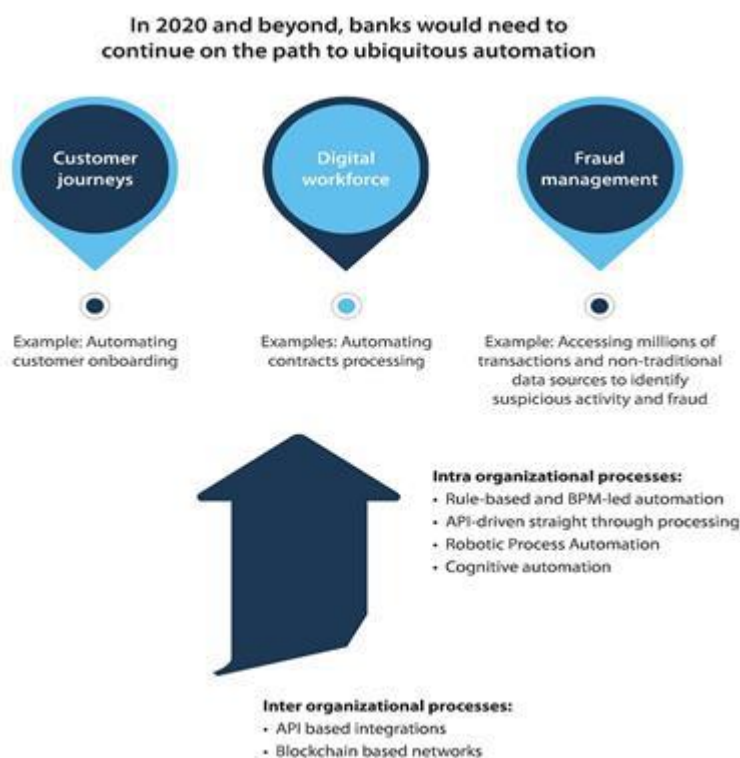 In 2020 and beyond, banks would need to
continue on the path to ubiquitous automation
Customer
journeys
Digital
workforce
Fraud
management
Example: Automating
customer onboarding
Examples: Automating
contracts processing
Example: Accessing millions of
transactions and non-traditional
data sources to identify
suspicious activity and fraud
Intra organizational processes:
• Rule-based and BPM-led automation
• API-driven straight through processing
• Robotic Process Automation
• Cognitive automation
Inter organizational processes:
• API based integrations
• Blockchain based networks